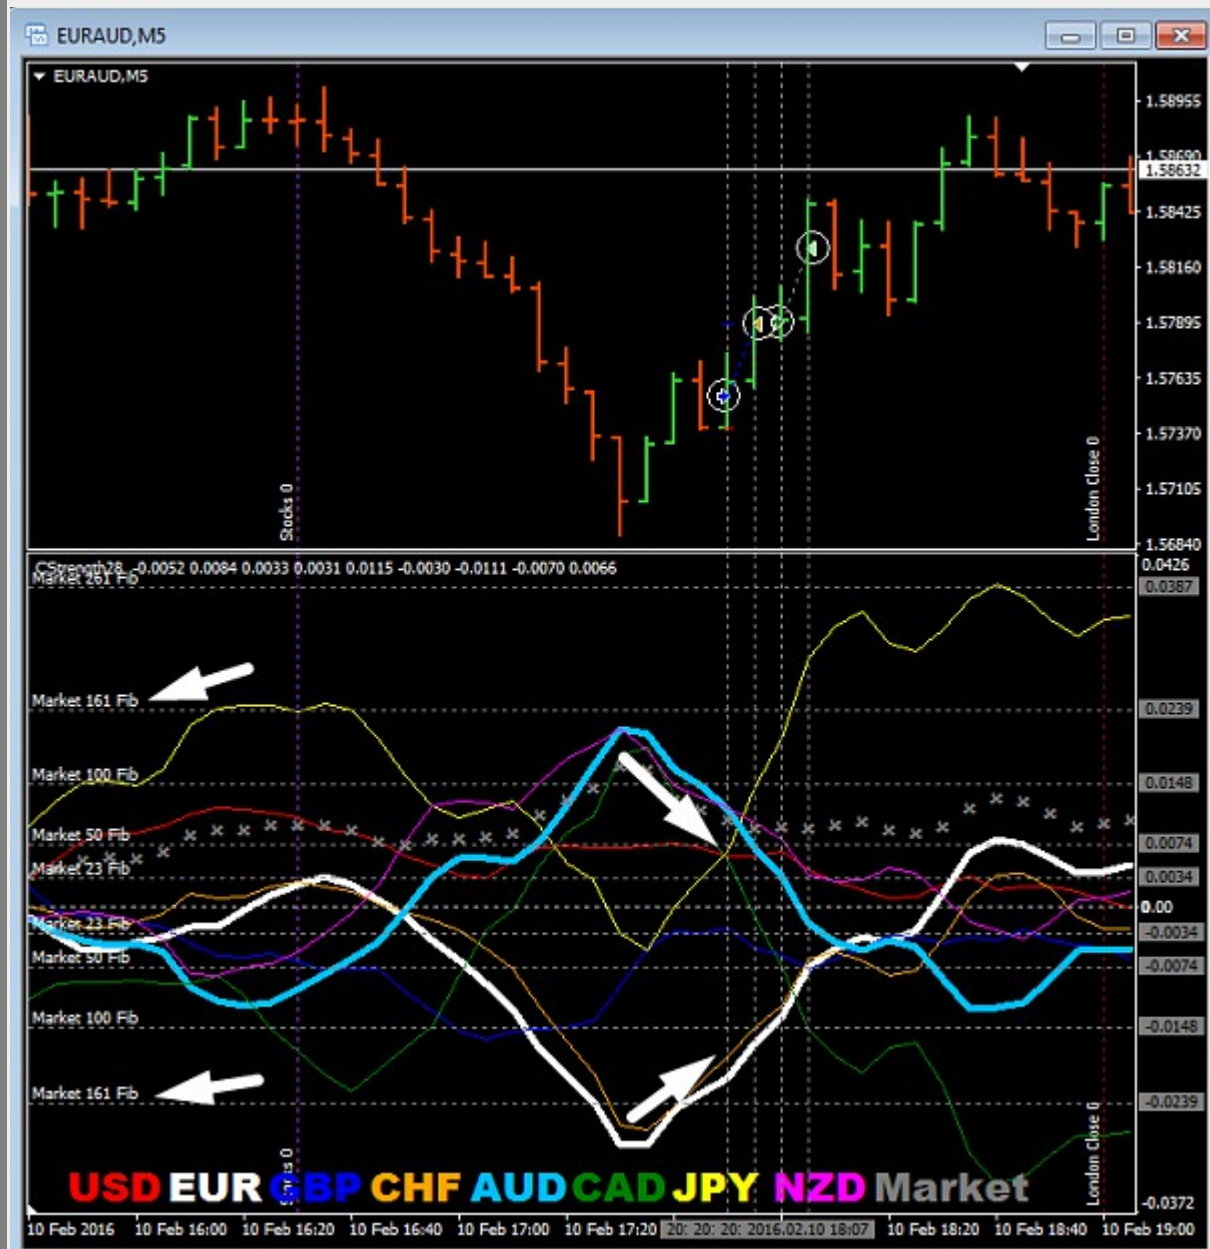 EURAUD,M5
EURAUD,M5
1.58955
1.58690
1.58632
1.58425
1.58160
1.57895
1.57635
1.57370
1.57105
1.56840
Stocks 0
London Close 0
CStrength28 -0.0052 0.0084 0.0033 0.0031 0.0115 -0.0030 -0.0111 -0.0070 0.0066
0.0426
Market 261 Fib
0.0387
Market 161 Fib
0.0239
Market 100 Fib
0.0148
Market 50 Fib
0.0074
Market 23 Fib
0.0034
0.00
Market 23 Fib
-0.0034
Market 50 Fib
-0.0074
Market 100 Fib
-0.0148
Market 161 Fib
-0.0239
London Close 0
USD EUR GBP CHF AUD CAD JPY NZD Market
-0.0372
10 Feb 2016 10 Feb 16:00 10 Feb 16:20 10 Feb 16:40 10 Feb 17:00 10 Feb 17:20 20: 20: 20: 2016.02.10 18:07 10 Feb 18:20 10 Feb 18:40 10 Feb 19:00